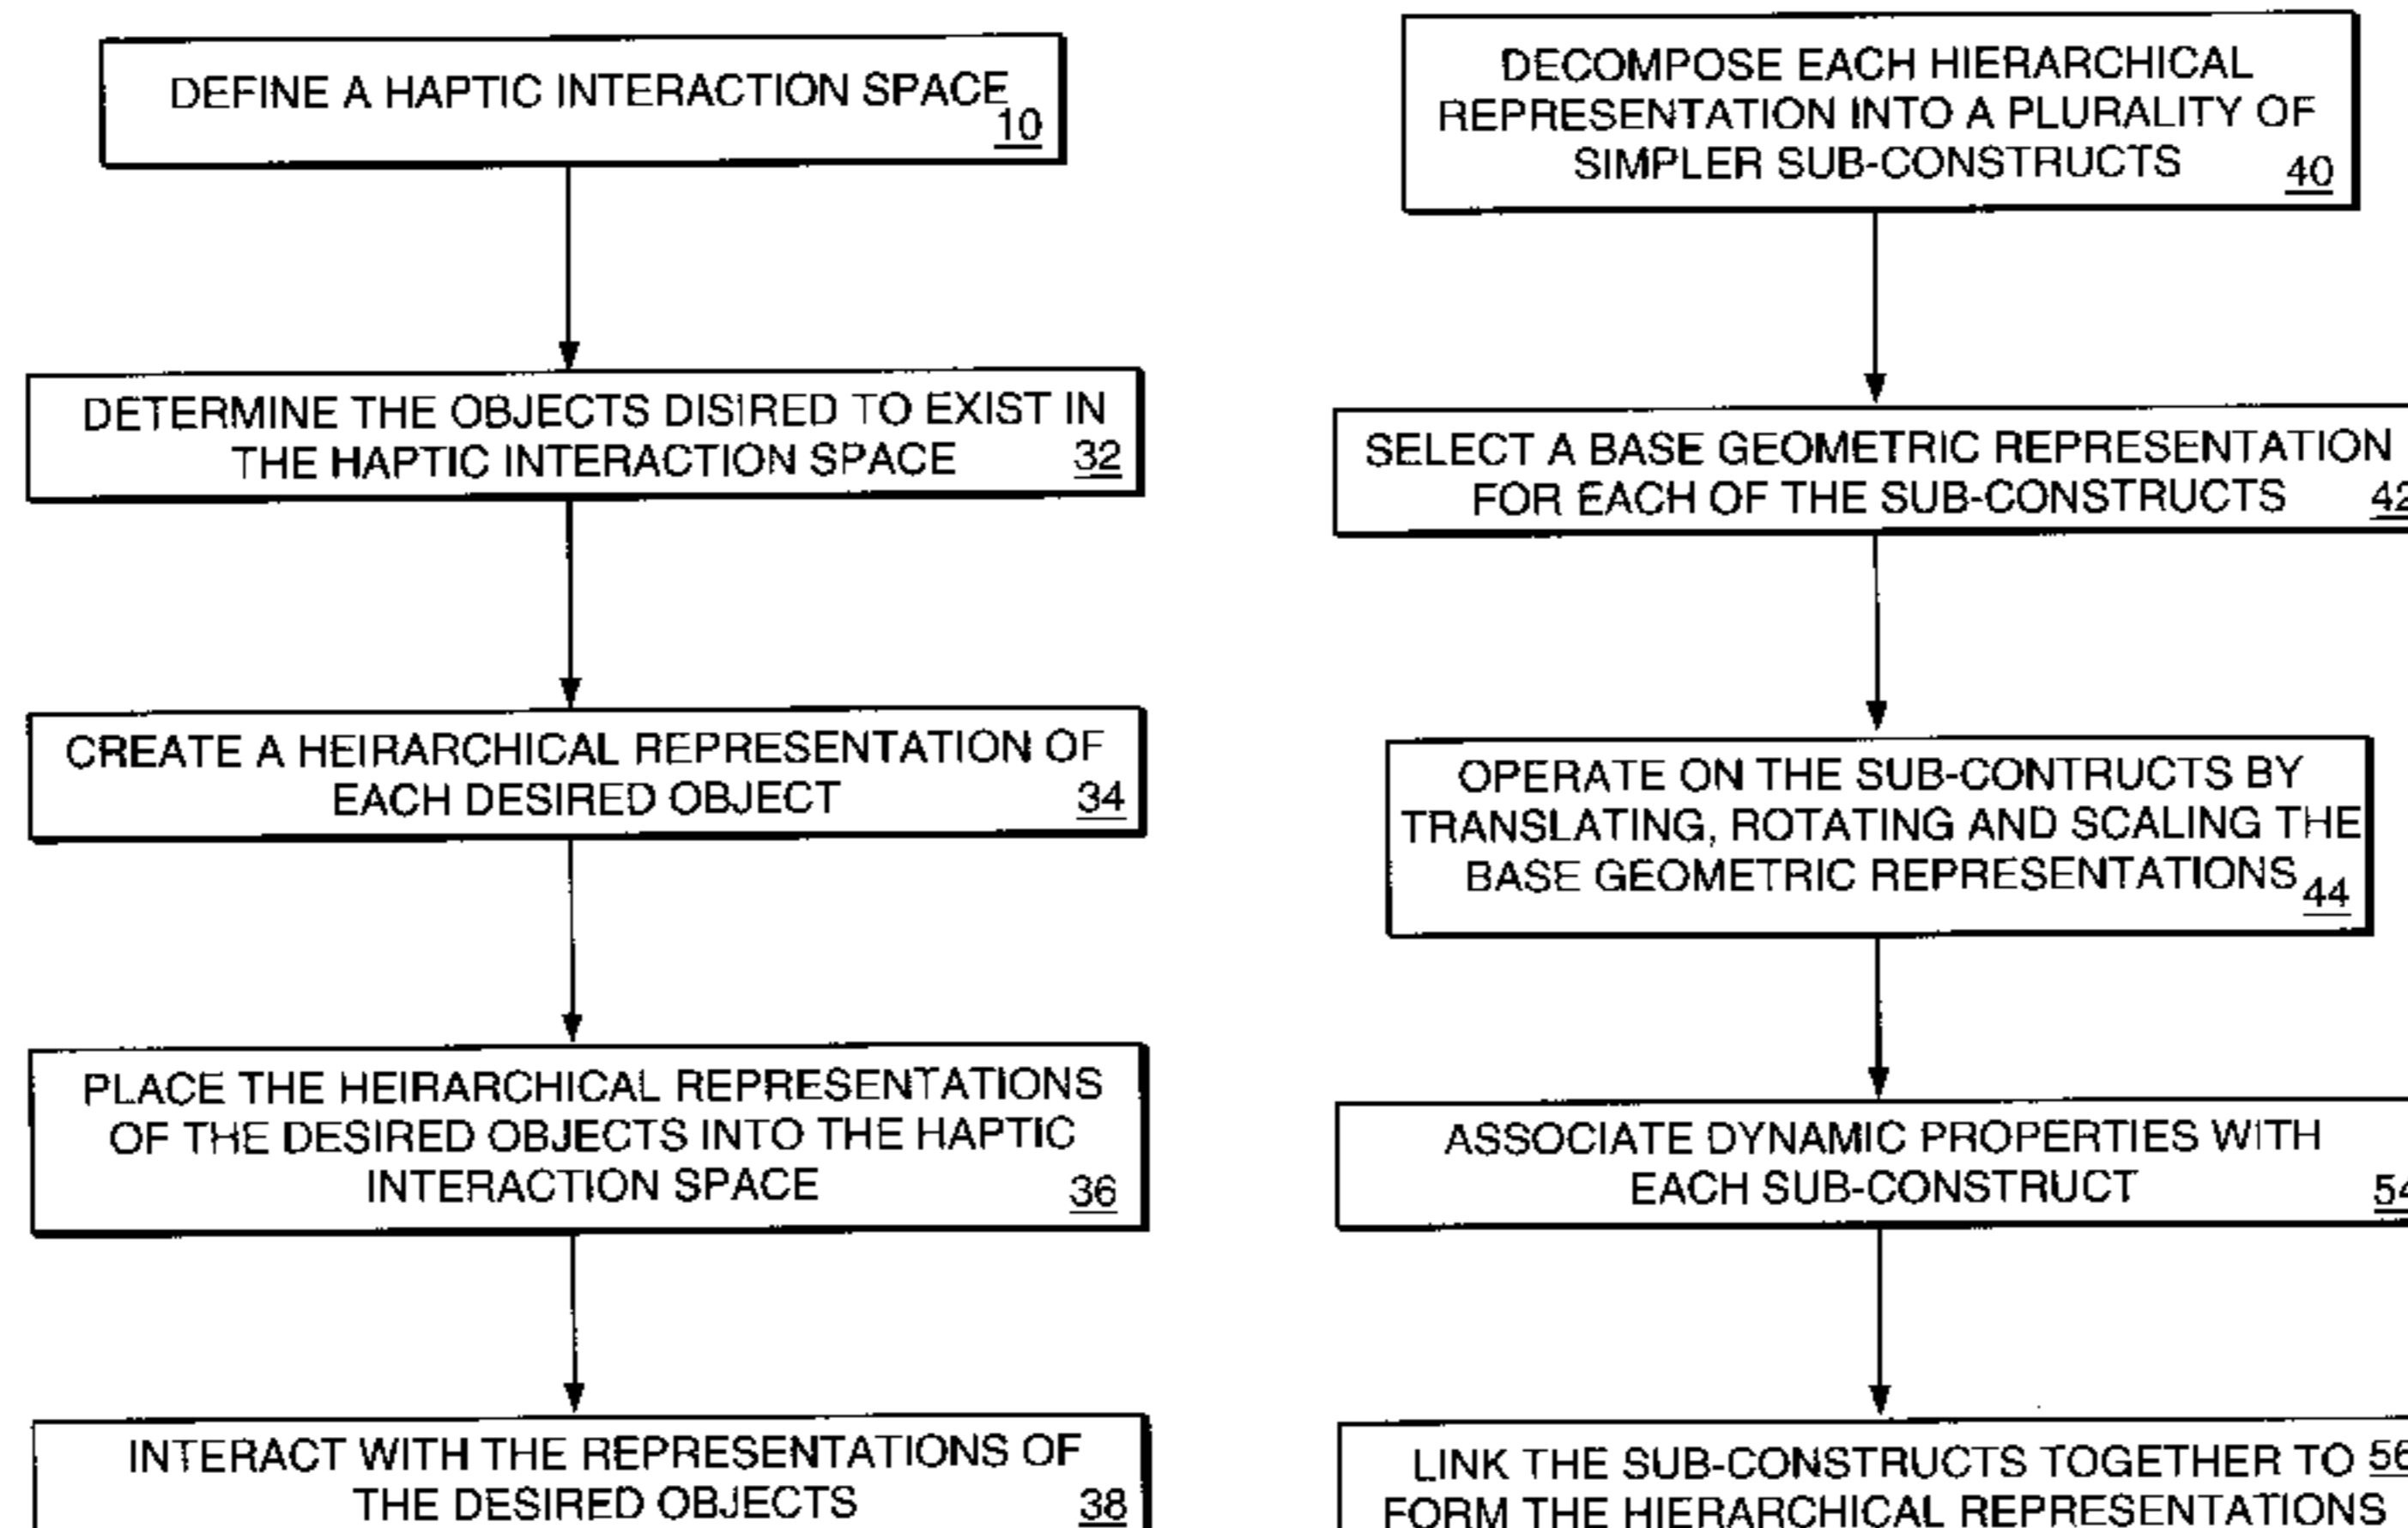 DEFINE A HAPTIC INTERACTION SPACE
10
DETERMINE THE OBJECTS DISIRED TO EXIST IN
THE HAPTIC INTERACTION SPACE 32
CREATE A HEIRARCHICAL REPRESENTATION OF
EACH DESIRED OBJECT 34
PLACE THE HEIRARCHICAL REPRESENTATIONS
OF THE DESIRED OBJECTS INTO THE HAPTIC
INTERACTION SPACE 36
INTERACT WITH THE REPRESENTATIONS OF
THE DESIRED OBJECTS 38
DECOMPOSE EACH HIERARCHICAL
REPRESENTATION INTO A PLURALITY OF
SIMPLER SUB-CONSTRUCTS 40
SELECT A BASE GEOMETRIC REPRESENTATION
FOR EACH OF THE SUB-CONSTRUCTS 42
OPERATE ON THE SUB-CONTRUCTS BY
TRANSLATING, ROTATING AND SCALING THE
BASE GEOMETRIC REPRESENTATIONS 44
ASSOCIATE DYNAMIC PROPERTIES WITH
EACH SUB-CONSTRUCT 54
LINK THE SUB-CONSTRUCTS TOGETHER TO 56
FORM THE HIERARCHICAL REPRESENTATIONS